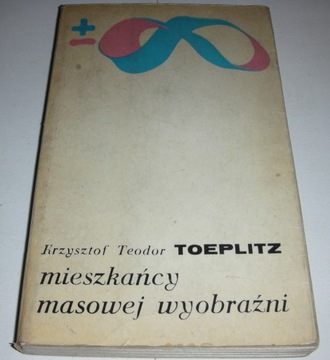 ±
Krzysztof Teodor TOEPLITZ
mieszkańcy
masowej wyobraźni